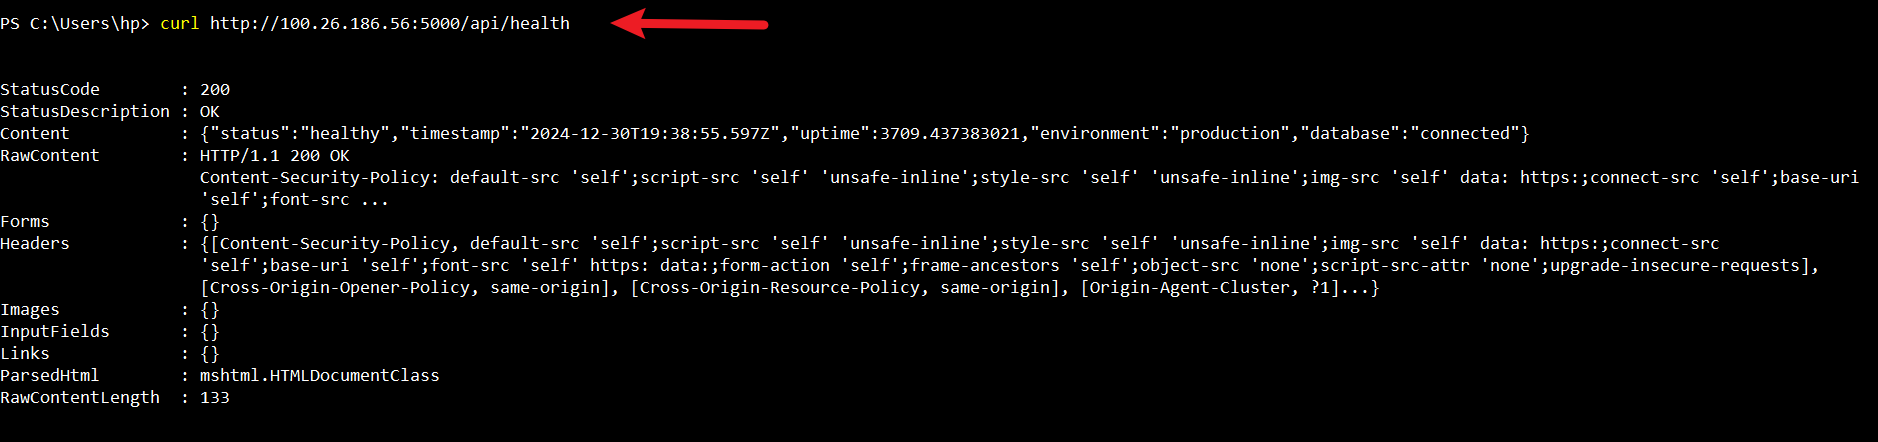 PS C:\Users\hp> curl http://100.26.186.56:5000/api/health
StatusCode        : 200
StatusDescription : OK
Content           : {"status":"healthy","timestamp":"2024-12-30T19:38:55.597Z","uptime":3709.437383021,"environment":"production","database":"connected"}
RawContent        : HTTP/1.1 200 OK
                    Content-Security-Policy: default-src 'self';script-src 'self' 'unsafe-inline';style-src 'self' 'unsafe-inline';img-src 'self' data: https:;connect-src 'self';base-uri
                    'self';font-src ...
Forms             : {}
Headers           : {[Content-Security-Policy, default-src 'self';script-src 'self' 'unsafe-inline';style-src 'self' 'unsafe-inline';img-src 'self' data: https:;connect-src
                    'self';base-uri 'self';font-src 'self' https: data:;form-action 'self';frame-ancestors 'self';object-src 'none';script-src-attr 'none';upgrade-insecure-requests],
                    [Cross-Origin-Opener-Policy, same-origin], [Cross-Origin-Resource-Policy, same-origin], [Origin-Agent-Cluster, ?1]...}
Images            : {}
InputFields       : {}
Links             : {}
ParsedHtml        : mshtml.HTMLDocumentClass
RawContentLength  : 133